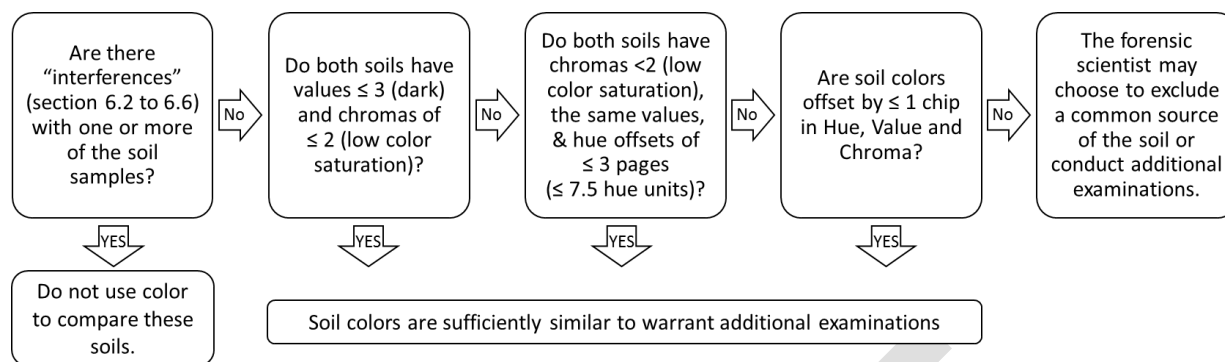 Are there
“interferences”
(section 6.2 to 6.6)
with one or more
of the soil
samples?
No
Do both soils have
values ≤ 3 (dark)
and chromas of
≤ 2 (low color
saturation)?
No
Do both soils have
chromas <2 (low
color saturation),
the same values,
& hue offsets of
≤ 3 pages
(≤ 7.5 hue units)?
No
Are soil colors
offset by ≤ 1 chip
in Hue, Value and
Chroma?
No
The forensic
scientist may
choose to exclude
a common source
of the soil or
conduct additional
examinations.
YES
YES
YES
YES
Do not use color
to compare these
soils.
Soil colors are sufficiently similar to warrant additional examinations